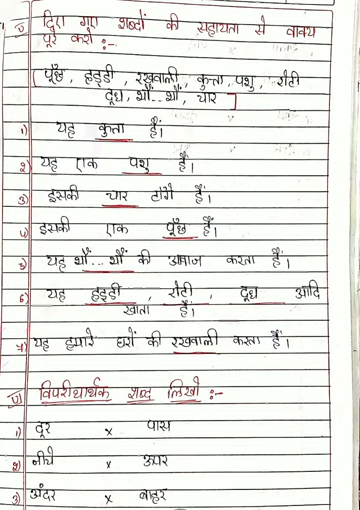 प्र) दिए गए शब्दों की सहायता से वाक्य
पूरे करो :-
[ पूँछ, हड्डी, रखवाली, कुत्ता, पशु, रोटी
दूध, भौं...भौं, चार ]
1) यह कुत्ता हैं।
2) यह एक पशु हैं।
3) इसकी चार टांगे हैं।
4) इसकी एक पूँछ हैं।
5) यह भौं...भौं की आवाज करता हैं।
6) यह हड्डी, रोटी, दूध आदि
खाता हैं।
7) यह हमारे घरों की रखवाली करता हैं।
प्र) विपरीथार्थक शब्द लिखो :-
1) दूर x पास
2) नीचे x ऊपर
3) अंदर x बाहर